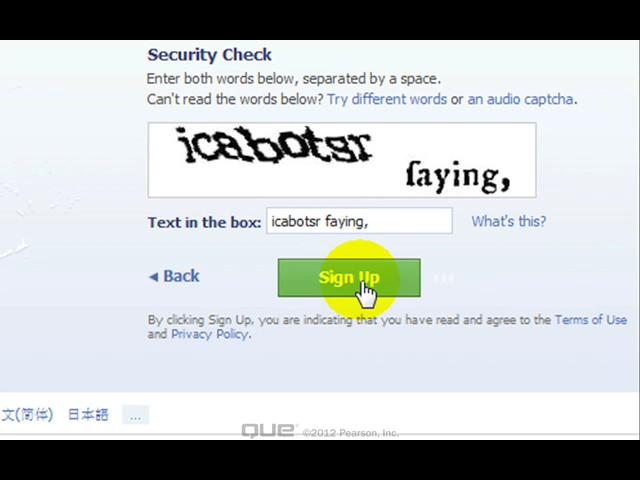 Security Check
Enter both words below, separated by a space.
Can't read the words below? Try different words or an audio captcha.
icabotsr
ſaying,
Text in the box: icabotsr faying, What's this?
Back Sign Up
By clicking Sign Up, you are indicating that you have read and agree to the Terms of Use
and Privacy Policy.
文(简体) 日本語 ...
QUE ©2012 Pearson, Inc.